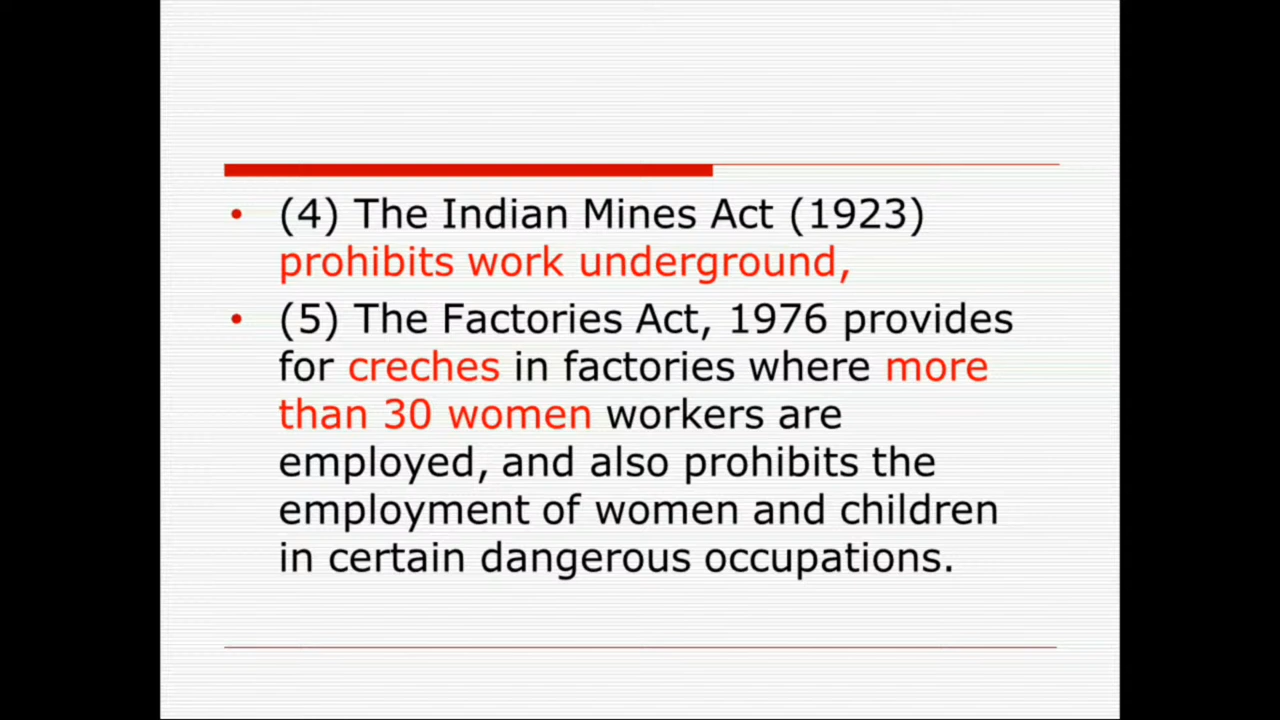 • (4) The Indian Mines Act (1923)
prohibits work underground,
• (5) The Factories Act, 1976 provides
for creches in factories where more
than 30 women workers are
employed, and also prohibits the
employment of women and children
in certain dangerous occupations.